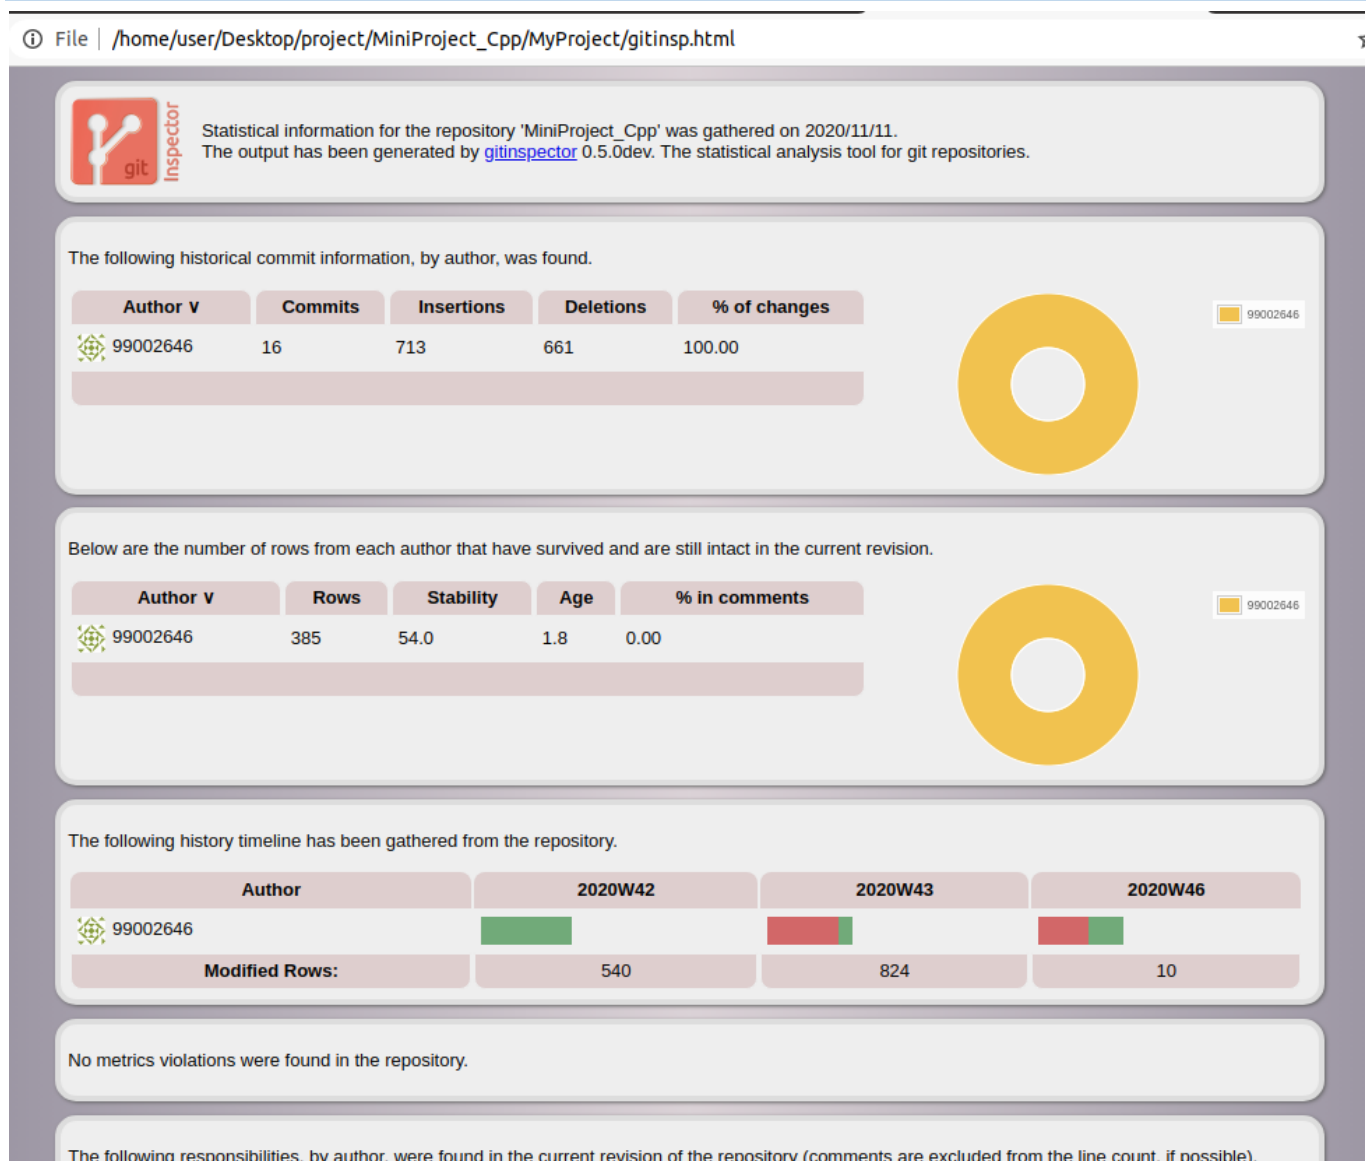 File | /home/user/Desktop/project/MiniProject_Cpp/MyProject/gitinsp.html
git
Inspector
Statistical information for the repository 'MiniProject_Cpp' was gathered on 2020/11/11.
The output has been generated by gitinspector 0.5.0dev. The statistical analysis tool for git repositories.
The following historical commit information, by author, was found.
Author ∨ Commits Insertions Deletions % of changes
99002646 16 713 661 100.00
99002646
Below are the number of rows from each author that have survived and are still intact in the current revision.
Author ∨ Rows Stability Age % in comments
99002646 385 54.0 1.8 0.00
99002646
The following history timeline has been gathered from the repository.
Author 2020W42 2020W43 2020W46
99002646
Modified Rows: 540 824 10
No metrics violations were found in the repository.
The following responsibilities, by author, were found in the current revision of the repository (comments are excluded from the line count, if possible).